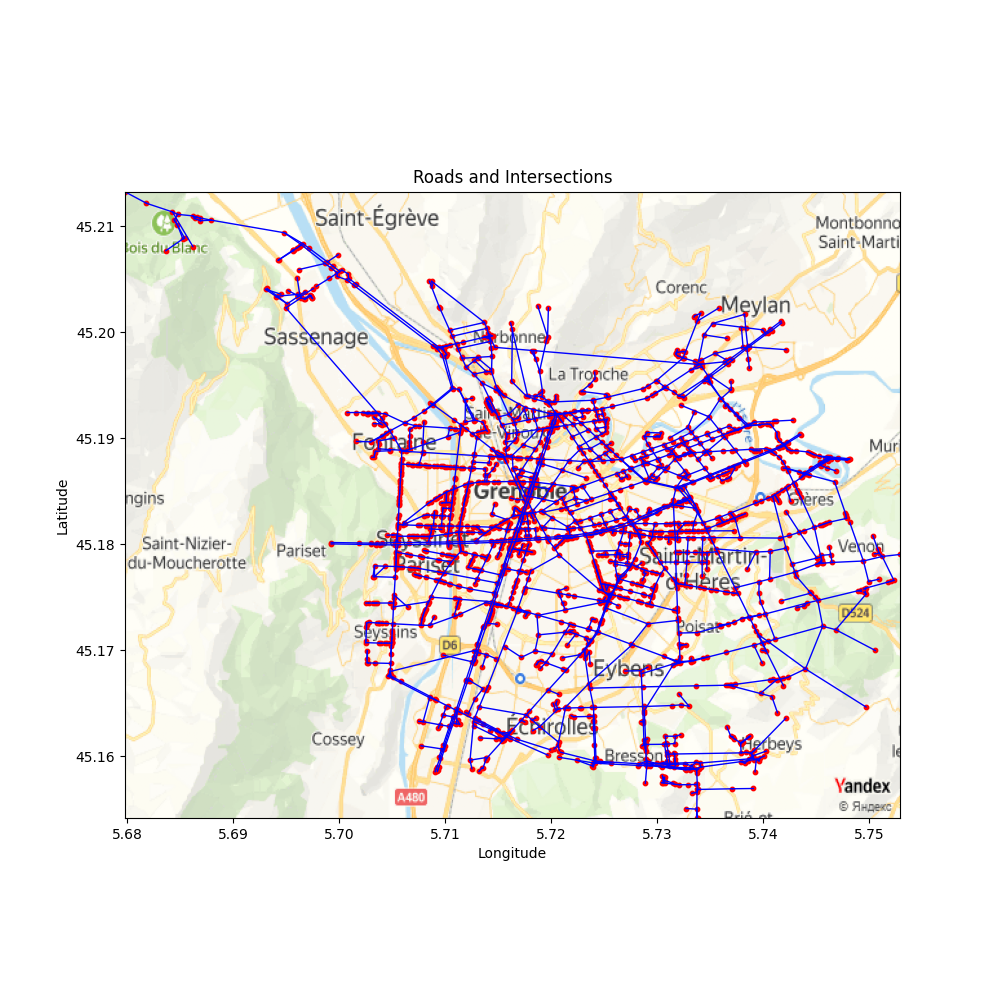 Roads and Intersections
Saint-Égrève
Montbonno
Saint-Marti
Bois du Blanc
Corenc
Meylan
Sassenage
Narbonne
La Tronche
Saint-Martin-
Fontaine
Muri
Grenoble
ngins
Gières
Saint-Nizier-
du-Moucherotte
Pariset
Seyssinet-
Pariset
Saint-Martin-
d'Hères
Venon
D524
Seyssins
Poisat
D6
Eybens
Échirolles
Cossey
Bresson
Herbeys
le
A480
Brié-et-
Yandex
© Яндекс
45.21
45.20
45.19
45.18
45.17
45.16
Latitude
5.68 5.69 5.70 5.71 5.72 5.73 5.74 5.75
Longitude